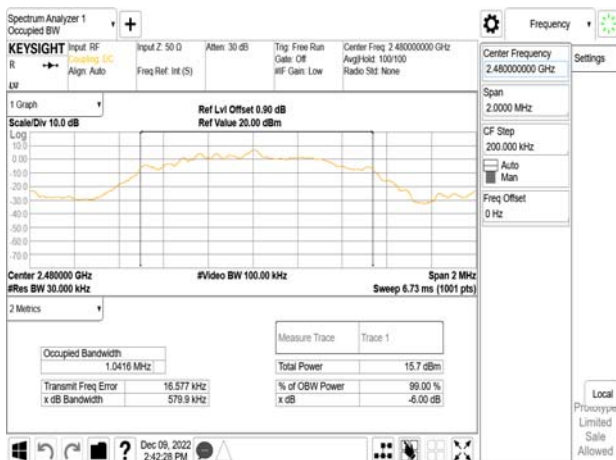 Spectrum Analyzer 1
Occupied BW
+
Frequency
KEYSIGHT
R
LXI
Input: RF
Coupling: DC
Align: Auto
Input Z: 50 Ω
Freq Ref: Int (S)
Atten: 30 dB
Trig: Free Run
Gate: Off
#IF Gain: Low
Center Freq: 2.480000000 GHz
Avg|Hold: 100/100
Radio Std: None
1 Graph
Scale/Div 10.0 dB
Ref Lvl Offset 0.90 dB
Ref Value 20.00 dBm
Log
10.0
0.00
-10.0
-20.0
-30.0
-40.0
-50.0
-60.0
-70.0
Center 2.480000 GHz
#Res BW 30.000 kHz
#Video BW 100.00 kHz
Span 2 MHz
Sweep 6.73 ms (1001 pts)
2 Metrics
Measure Trace
Trace 1
Occupied Bandwidth
1.0416 MHz
Total Power
15.7 dBm
Transmit Freq Error
16.577 kHz
% of OBW Power
99.00 %
x dB Bandwidth
579.9 kHz
x dB
-6.00 dB
Center Frequency
2.480000000 GHz
Settings
Span
2.0000 MHz
CF Step
200.000 kHz
Auto
Man
Freq Offset
0 Hz
Local
Prototype
Limited
Sale
Allowed
?
Dec 09, 2022
2:42:28 PM